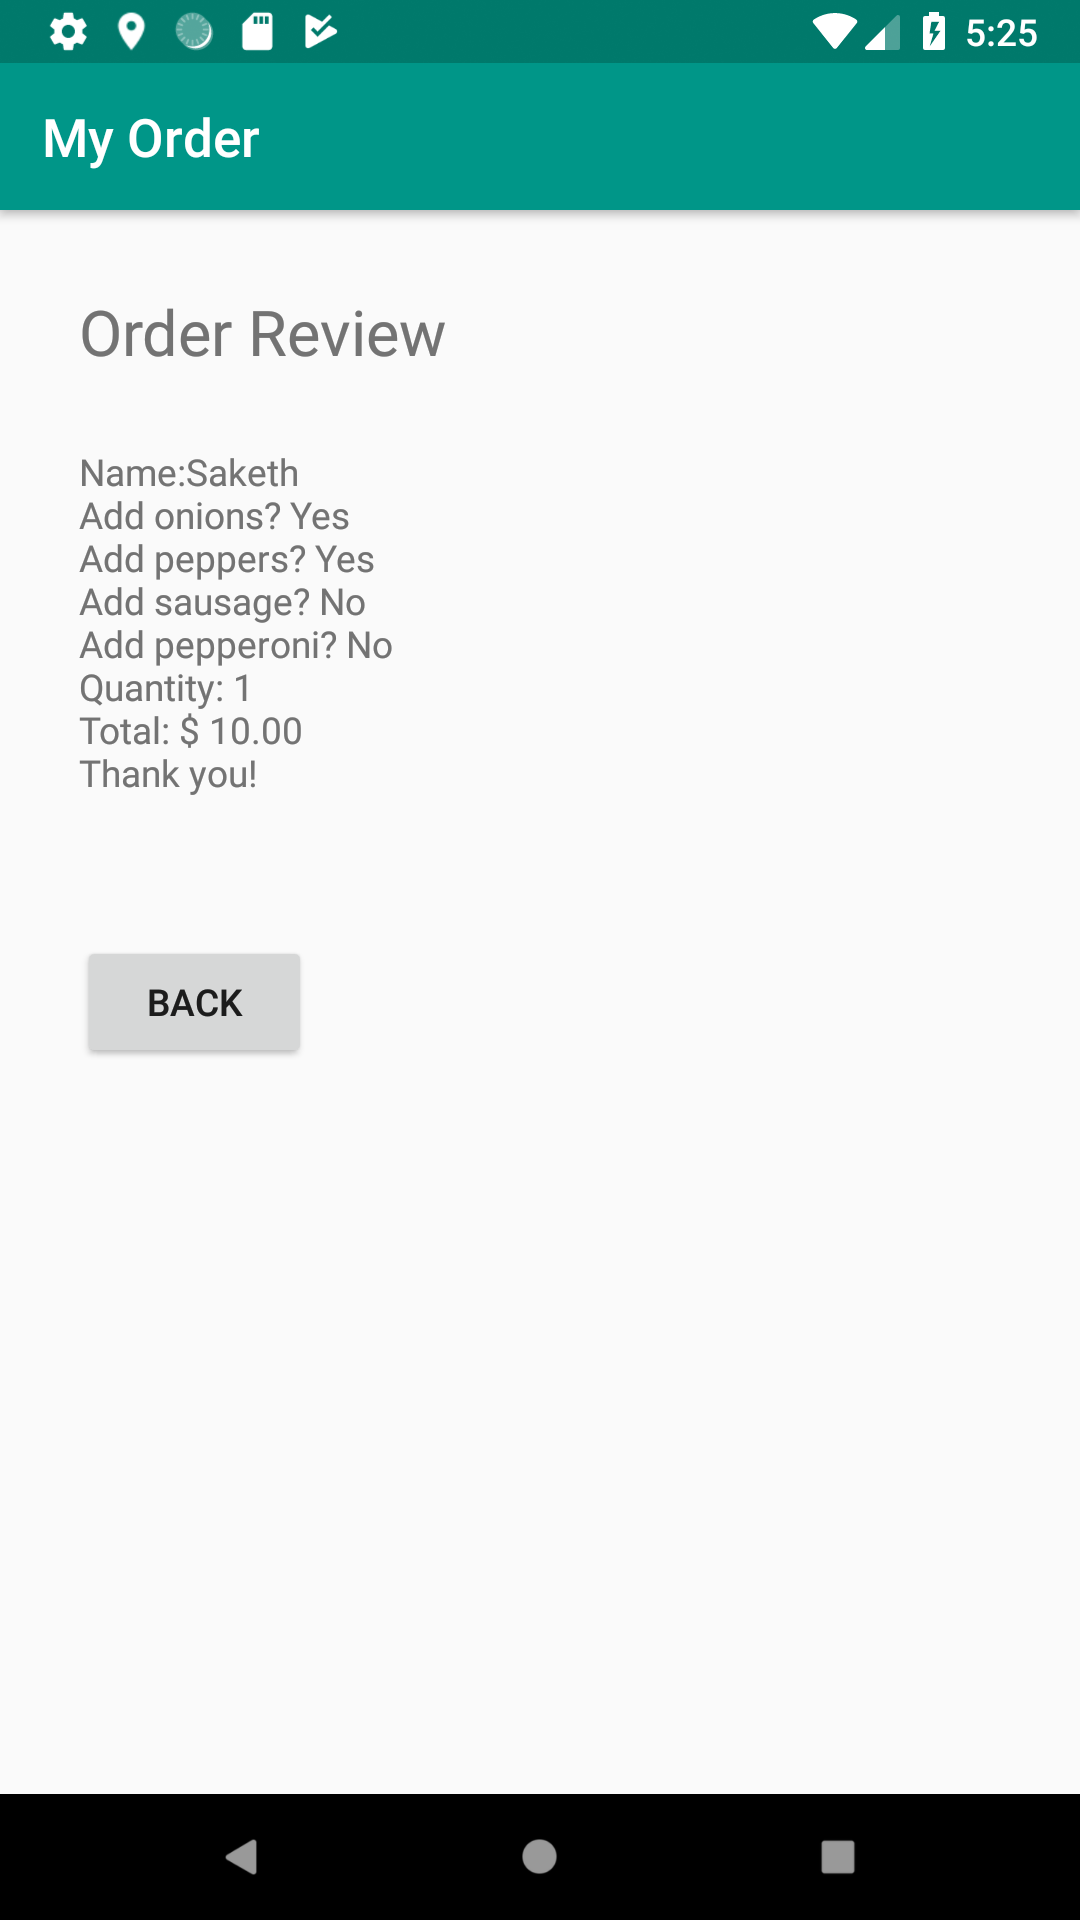 5:25
My Order
Order Review
Name:Saketh
Add onions? Yes
Add peppers? Yes
Add sausage? No
Add pepperoni? No
Quantity: 1
Total: $ 10.00
Thank you!
BACK